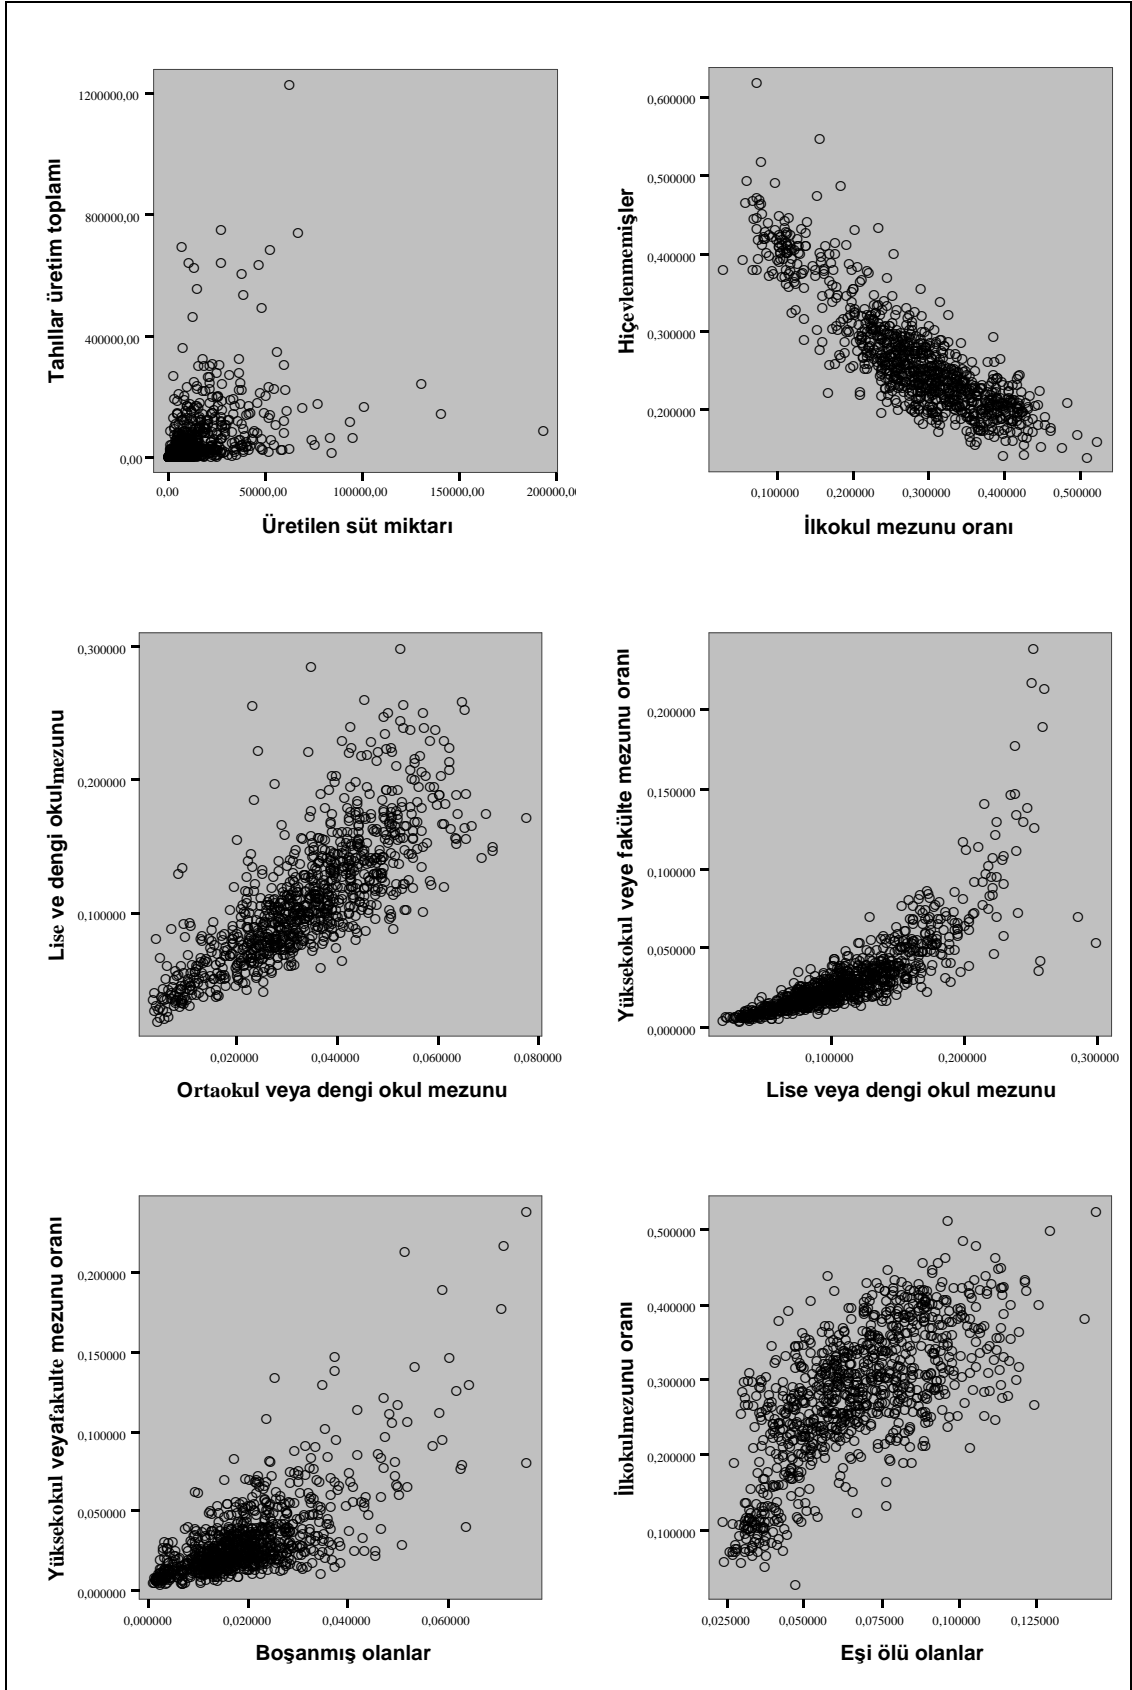 Tahıllar üretim toplamı
1200000,00
800000,00
400000,00
0,00
0,00 50000,00 100000,00 150000,00 200000,0
Üretilen süt miktarı
Hiçevlenmemişler
0,600000
0,500000
0,400000
0,300000
0,200000
0,100000 0,200000 0,300000 0,400000 0,500000
İlkokul mezunu oranı
Lise ve dengi okulmezunu
0,300000
0,200000
0,100000
0,020000 0,040000 0,060000 0,080000
Ortaokul veya dengi okul mezunu
Yüksekokul veye fakülte mezunu oranı
0,200000
0,150000
0,100000
0,050000
0,000000
0,100000 0,200000 0,300000
Lise veya dengi okul mezunu
Yüksekokul veyafakulte mezunu oranı
0,200000
0,150000
0,100000
0,050000
0,000000
0,000000 0,020000 0,040000 0,060000
Boşanmış olanlar
İlkokulmezunu oranı
0,500000
0,400000
0,300000
0,200000
0,100000
0,025000 0,050000 0,075000 0,100000 0,125000
Eşi ölü olanlar